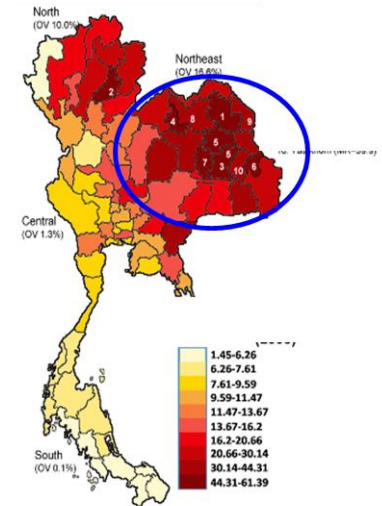 North
(OV 10.0%)
Northeast
(OV 16.6%)
2
4
8
1
9
5
5
7
3
10
6
Central
(OV 1.3%)
South
(OV 0.1%)
1.45-6.26
6.26-7.61
7.61-9.59
9.59-11.47
11.47-13.67
13.67-16.2
16.2-20.66
20.66-30.14
30.14-44.31
44.31-61.39